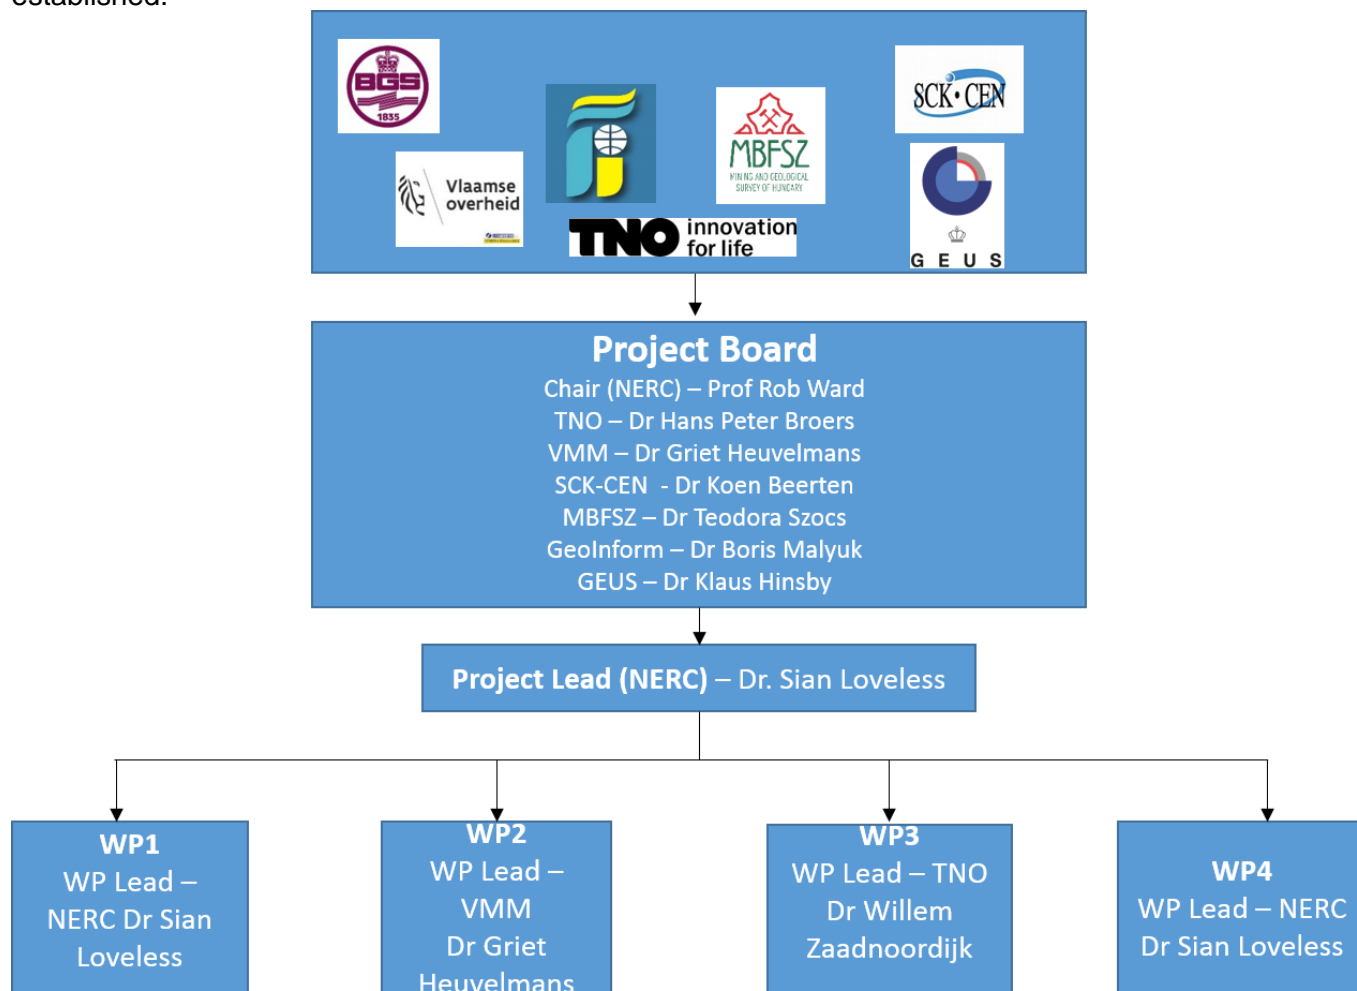 established.
BGS
1835
SCK•CEN
MBFSZ
MINING AND GEOLOGICAL
SURVEY OF HUNGARY
Vlaamse
overheid
TNO innovation
for life
G E U S
Project Board
Chair (NERC) – Prof Rob Ward
TNO – Dr Hans Peter Broers
VMM – Dr Griet Heuvelmans
SCK-CEN - Dr Koen Beerten
MBFSZ – Dr Teodora Szocs
GeoInform – Dr Boris Malyuk
GEUS – Dr Klaus Hinsby
Project Lead (NERC) – Dr. Sian Loveless
WP1
WP Lead –
NERC Dr Sian
Loveless
WP2
WP Lead –
VMM
Dr Griet
Heuvelmans
WP3
WP Lead – TNO
Dr Willem
Zaadnoordijk
WP4
WP Lead – NERC
Dr Sian Loveless